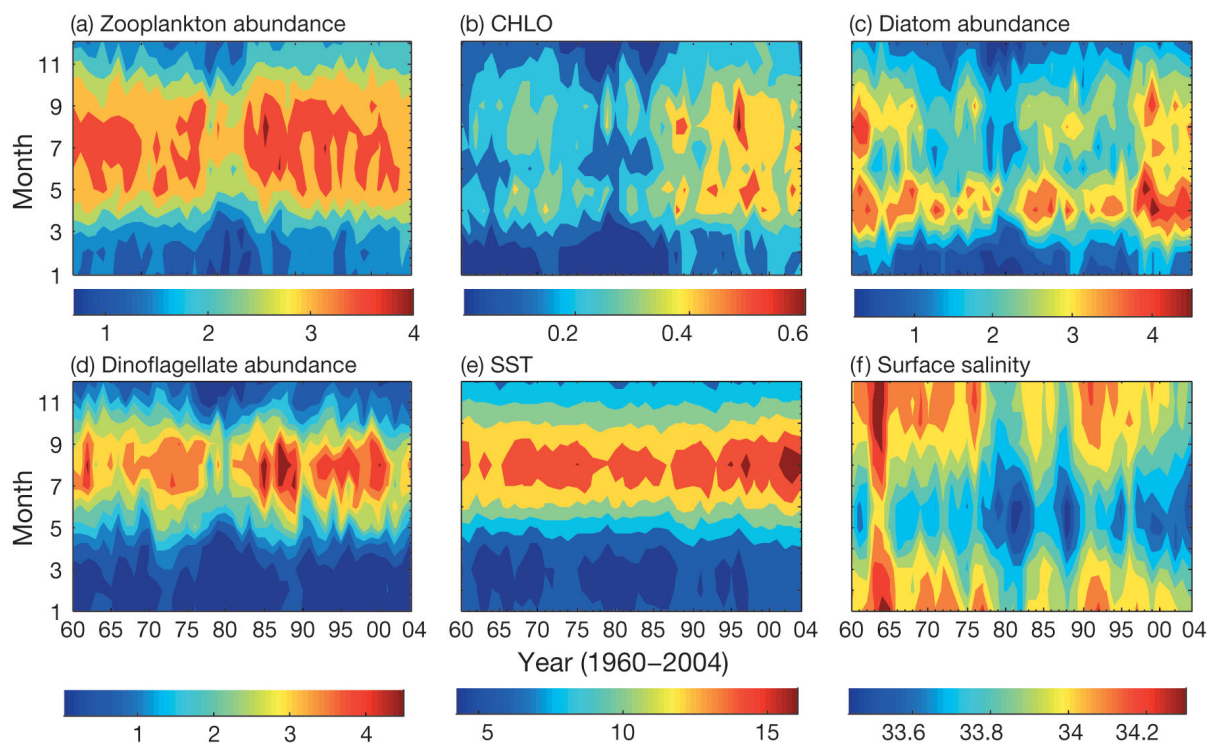 (a) Zooplankton abundance
(b) CHLO
(c) Diatom abundance
Month
11
9
7
5
3
1
1 2 3 4
0.2 0.4 0.6
1 2 3 4
(d) Dinoflagellate abundance
(e) SST
(f) Surface salinity
Month
11
9
7
5
3
1
60 65 70 75 80 85 90 95 00 04
60 65 70 75 80 85 90 95 00 04
60 65 70 75 80 85 90 95 00 04
Year (1960–2004)
1 2 3 4
5 10 15
33.6 33.8 34 34.2